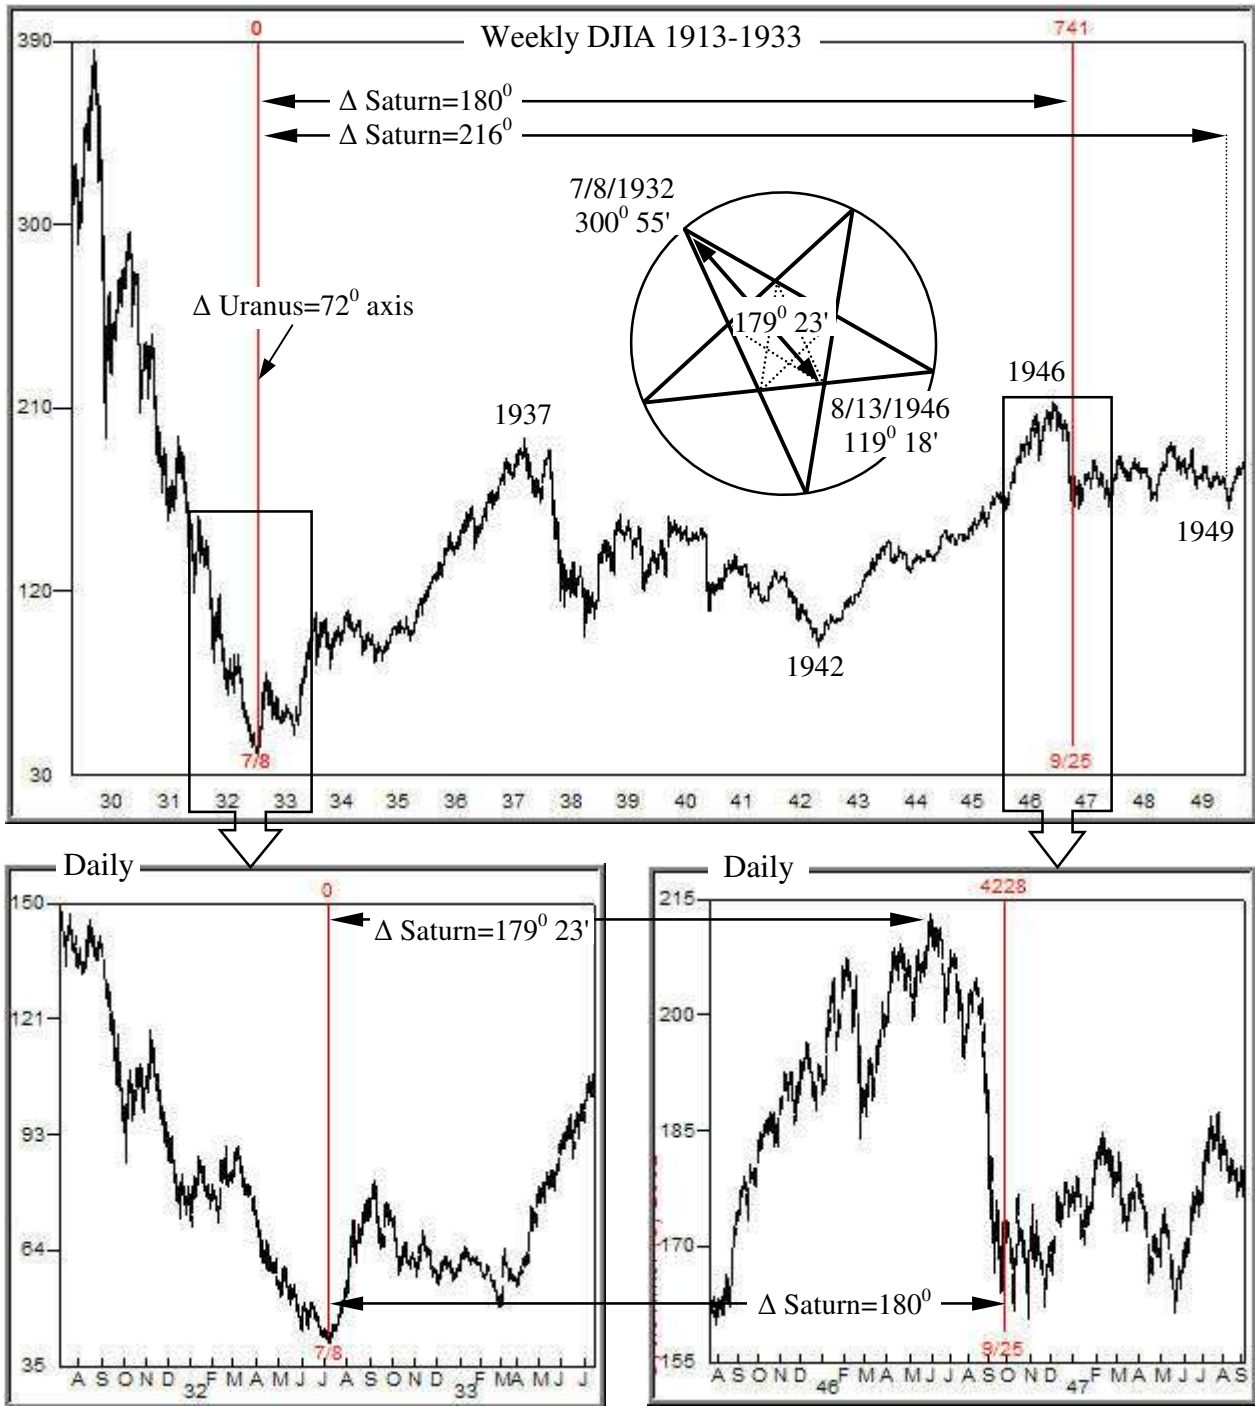 0
741
Weekly DJIA 1913-1933
390
Δ Saturn=180⁰
Δ Saturn=216⁰
7/8/1932
300⁰ 55'
300
Δ Uranus=72⁰ axis
179⁰ 23'
1946
210
1937
8/13/1946
119⁰ 18'
1949
120
1942
7/8
9/25
30
30 31 32 33 34 35 36 37 38 39 40 41 42 43 44 45 46 47 48 49
Daily
0
150
Δ Saturn=179⁰ 23'
121
93
64
7/8
35
A S O N D 32 F M A M J J A S O N D 33 F MA MJ J
Daily
4228
215
200
185
170
Δ Saturn=180⁰
9/25
155
A S O N D 46 F M A M J J A S O N D 47 F M A M J J A S